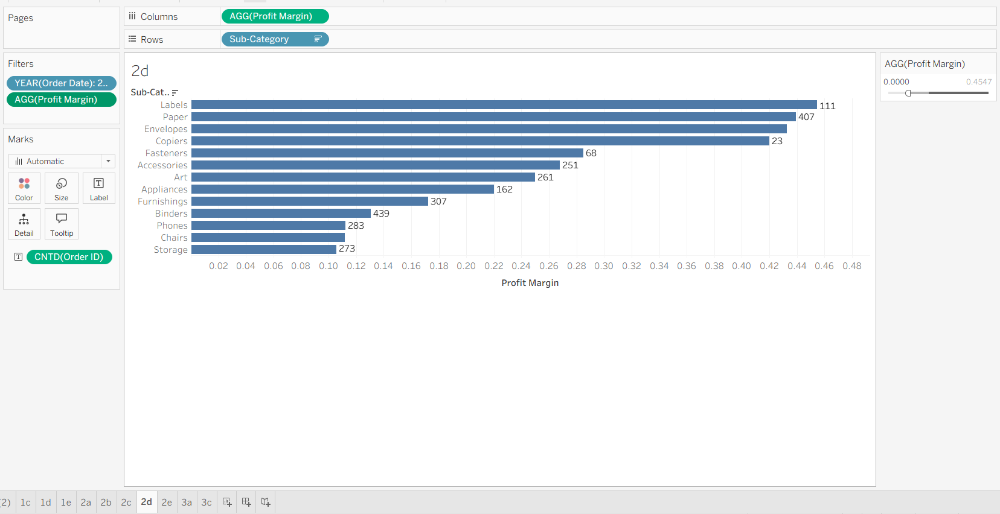 Pages
Columns
AGG(Profit Margin)
Rows
Sub-Category
Filters
YEAR(Order Date): 2..
AGG(Profit Margin)
Marks
Automatic
Color
Size
Label
Detail
Tooltip
CNTD(Order ID)
2d
Sub-Cat..
Labels 111
Paper 407
Envelopes
Copiers 23
Fasteners 68
Accessories 251
Art 261
Appliances 162
Furnishings 307
Binders 439
Phones 283
Chairs
Storage 273
0.02 0.04 0.06 0.08 0.10 0.12 0.14 0.16 0.18 0.20 0.22 0.24 0.26 0.28 0.30 0.32 0.34 0.36 0.38 0.40 0.42 0.44 0.46 0.48
Profit Margin
AGG(Profit Margin)
0.0000 0.4547
(2) 1c 1d 1e 2a 2b 2c 2d 2e 3a 3c